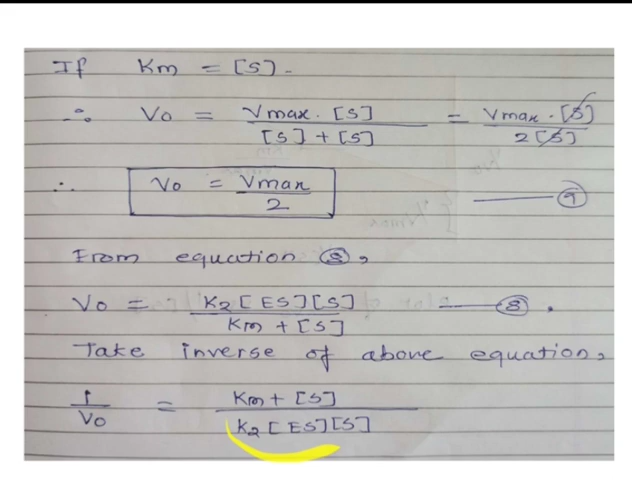 If Km = [S].
∴ Vo = Vmax · [S] / [S] + [S] = Vmax · [S] / 2[S]
∴ Vo = Vmax / 2 — ⑨
From equation ⑧,
Vo = K2[ES][S] / Km + [S] — ⑧.
Take inverse of above equation,
1 / Vo = Km + [S] / K2[ES][S]